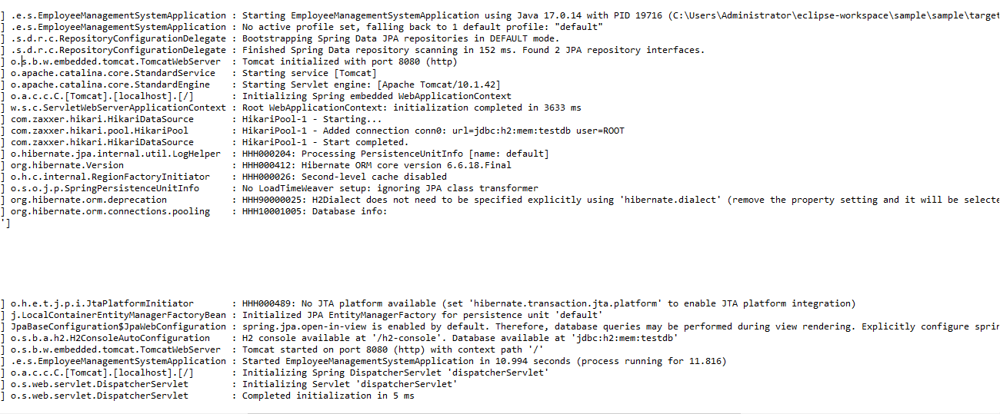 ] .e.s.EmployeeManagementSystemApplication : Starting EmployeeManagementSystemApplication using Java 17.0.14 with PID 19716 (C:\Users\Administrator\eclipse-workspace\sample\sample\target
] .e.s.EmployeeManagementSystemApplication : No active profile set, falling back to 1 default profile: "default"
] .s.d.r.c.RepositoryConfigurationDelegate : Bootstrapping Spring Data JPA repositories in DEFAULT mode.
] .s.d.r.c.RepositoryConfigurationDelegate : Finished Spring Data repository scanning in 152 ms. Found 2 JPA repository interfaces.
] o.s.b.w.embedded.tomcat.TomcatWebServer  : Tomcat initialized with port 8080 (http)
] o.apache.catalina.core.StandardService   : Starting service [Tomcat]
] o.apache.catalina.core.StandardEngine    : Starting Servlet engine: [Apache Tomcat/10.1.42]
] o.a.c.c.C.[Tomcat].[localhost].[/]       : Initializing Spring embedded WebApplicationContext
] w.s.c.ServletWebServerApplicationContext : Root WebApplicationContext: initialization completed in 3633 ms
] com.zaxxer.hikari.HikariDataSource       : HikariPool-1 - Starting...
] com.zaxxer.hikari.pool.HikariPool        : HikariPool-1 - Added connection conn0: url=jdbc:h2:mem:testdb user=ROOT
] com.zaxxer.hikari.HikariDataSource       : HikariPool-1 - Start completed.
] o.hibernate.jpa.internal.util.LogHelper  : HHH000204: Processing PersistenceUnitInfo [name: default]
] org.hibernate.Version                    : HHH000412: Hibernate ORM core version 6.6.18.Final
] o.h.c.internal.RegionFactoryInitiator    : HHH000026: Second-level cache disabled
] o.s.o.j.p.SpringPersistenceUnitInfo      : No LoadTimeWeaver setup: ignoring JPA class transformer
] org.hibernate.orm.deprecation            : HHH90000025: H2Dialect does not need to be specified explicitly using 'hibernate.dialect' (remove the property setting and it will be selecte
] org.hibernate.orm.connections.pooling    : HHH10001005: Database info:
']
] o.h.e.t.j.p.i.JtaPlatformInitiator       : HHH000489: No JTA platform available (set 'hibernate.transaction.jta.platform' to enable JTA platform integration)
] j.LocalContainerEntityManagerFactoryBean : Initialized JPA EntityManagerFactory for persistence unit 'default'
] JpaBaseConfiguration$JpaWebConfiguration : spring.jpa.open-in-view is enabled by default. Therefore, database queries may be performed during view rendering. Explicitly configure sprin
] o.s.b.a.h2.H2ConsoleAutoConfiguration    : H2 console available at '/h2-console'. Database available at 'jdbc:h2:mem:testdb'
] o.s.b.w.embedded.tomcat.TomcatWebServer  : Tomcat started on port 8080 (http) with context path '/'
] .e.s.EmployeeManagementSystemApplication : Started EmployeeManagementSystemApplication in 10.994 seconds (process running for 11.816)
] o.a.c.c.C.[Tomcat].[localhost].[/]       : Initializing Spring DispatcherServlet 'dispatcherServlet'
] o.s.web.servlet.DispatcherServlet        : Initializing Servlet 'dispatcherServlet'
] o.s.web.servlet.DispatcherServlet        : Completed initialization in 5 ms